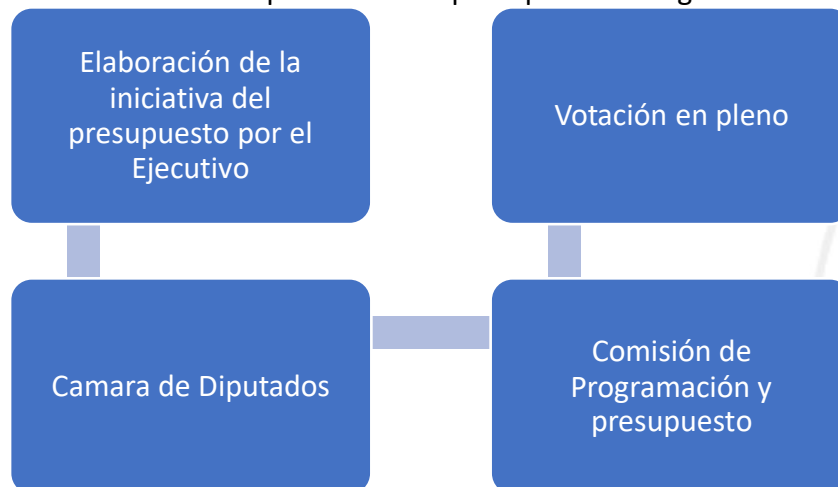 Elaboración de la
iniciativa del
presupuesto por el
Ejecutivo
Camara de Diputados
Comisión de
Programación y
presupuesto
Votación en pleno